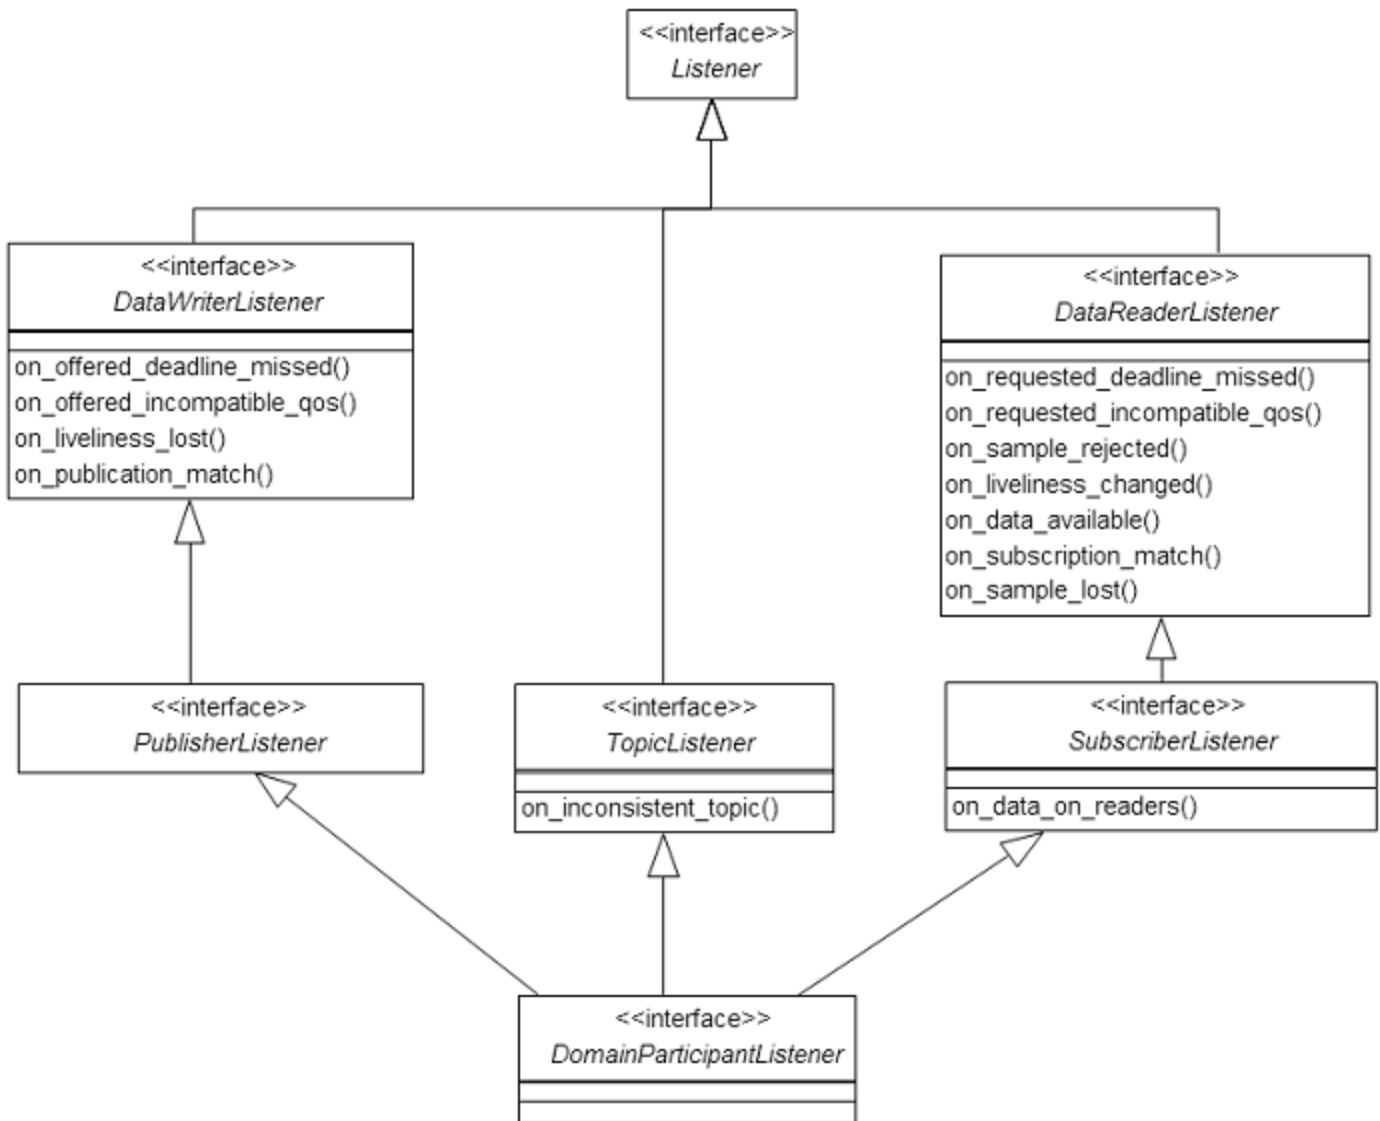 <<interface>>
Listener
<<interface>>
DataWriterListener
on_offered_deadline_missed()
on_offered_incompatible_qos()
on_liveliness_lost()
on_publication_match()
<<interface>>
DataReaderListener
on_requested_deadline_missed()
on_requested_incompatible_qos()
on_sample_rejected()
on_liveliness_changed()
on_data_available()
on_subscription_match()
on_sample_lost()
<<interface>>
PublisherListener
<<interface>>
TopicListener
on_inconsistent_topic()
<<interface>>
SubscriberListener
on_data_on_readers()
<<interface>>
DomainParticipantListener